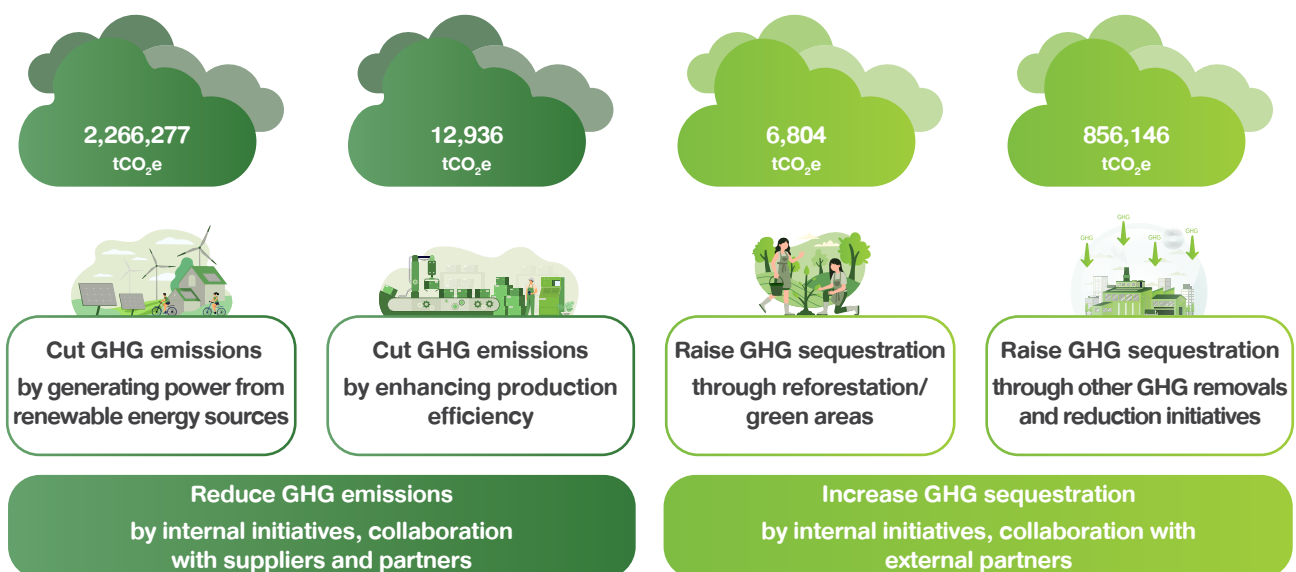 2,266,277
tCO₂e
12,936
tCO₂e
6,804
tCO₂e
856,146
tCO₂e
GHG
GHG
GHG
GHG
Cut GHG emissions
by generating power from
renewable energy sources
Cut GHG emissions
by enhancing production
efficiency
Raise GHG sequestration
through reforestation/
green areas
Raise GHG sequestration
through other GHG removals
and reduction initiatives
Reduce GHG emissions
by internal initiatives, collaboration
with suppliers and partners
Increase GHG sequestration
by internal initiatives, collaboration with
external partners